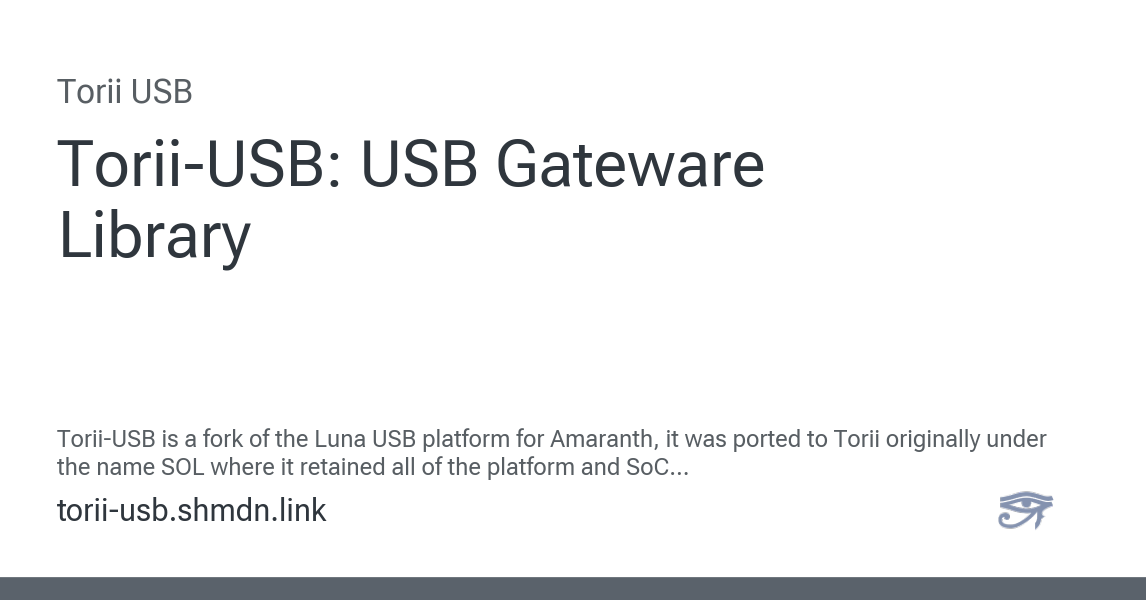 Torii USB
Torii-USB: USB Gateware
Library
Torii-USB is a fork of the Luna USB platform for Amaranth, it was ported to Torii originally under
the name SOL where it retained all of the platform and SoC...
torii-usb.shmdn.link